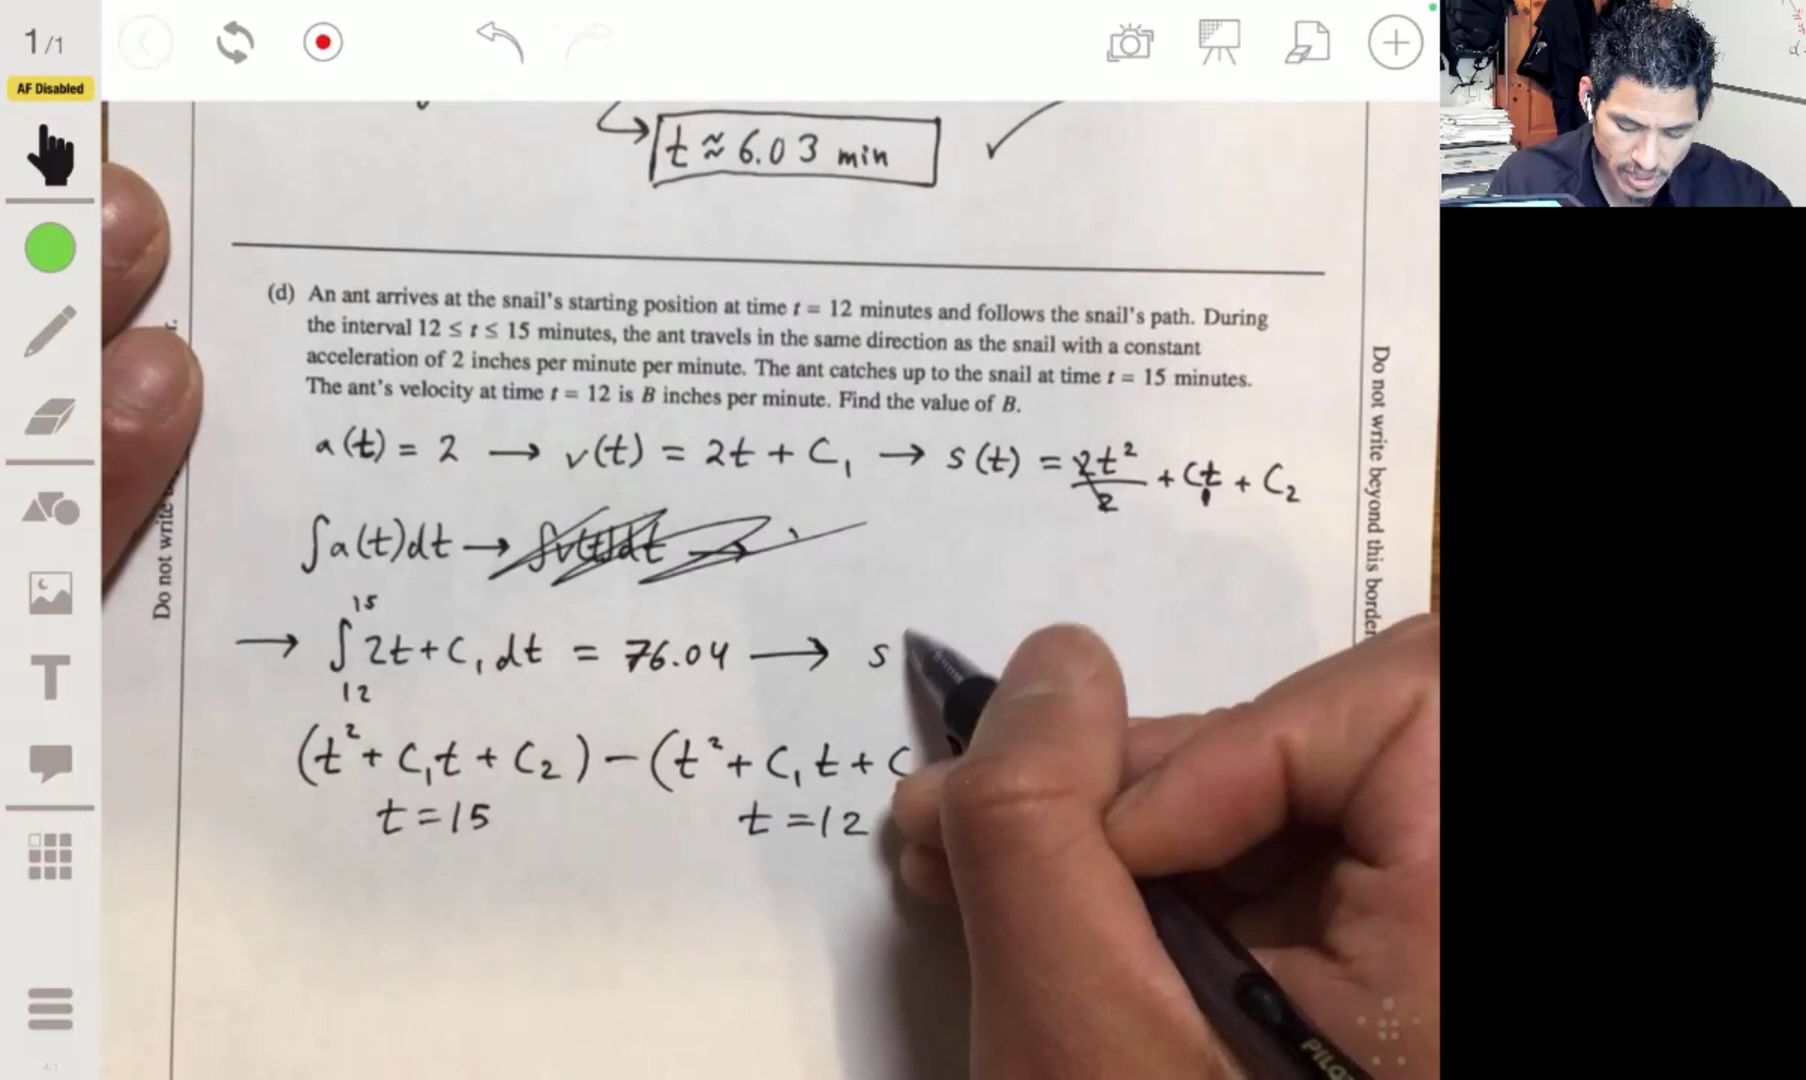 1/1
AF Disabled
t ≈ 6.03 min
(d) An ant arrives at the snail's starting position at time t = 12 minutes and follows the snail's path. During
the interval 12 ≤ t ≤ 15 minutes, the ant travels in the same direction as the snail with a constant
acceleration of 2 inches per minute per minute. The ant catches up to the snail at time t = 15 minutes.
The ant's velocity at time t = 12 is B inches per minute. Find the value of B.
a(t) = 2 → v(t) = 2t + C₁ → s(t) = 2t²/2 + C₁t + C₂
∫a(t)dt → ∫v(t)dt →
→ ∫₁₂¹⁵ 2t + C₁ dt = 76.04 → s
(t² + C₁t + C₂) − (t² + C₁t + C
t = 15 t = 12
Do not write
Do not write beyond this border
T
PILOT